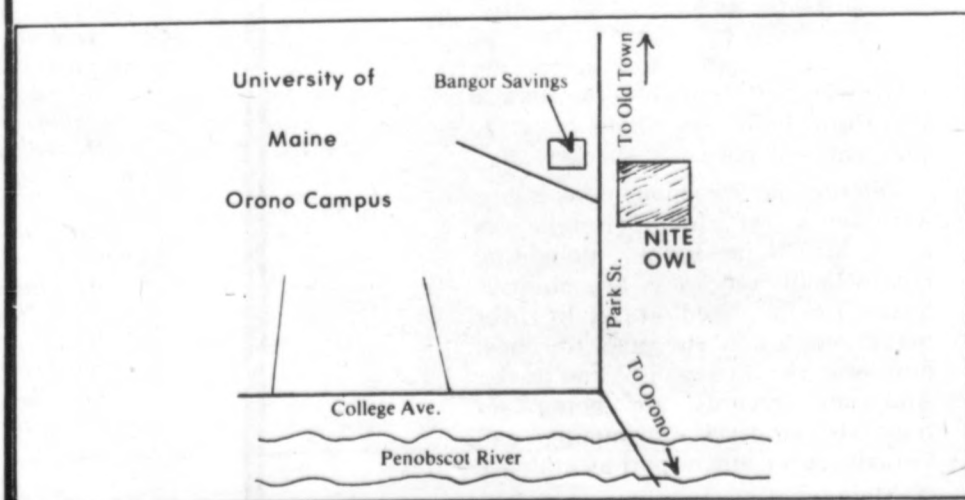 University of
Maine
Orono Campus
Bangor Savings
To Old Town
NITE
OWL
Park St.
To Orono
College Ave.
Penobscot River